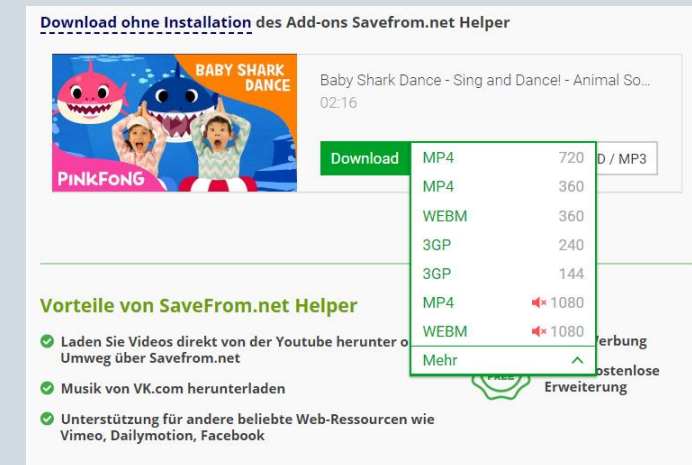 Download ohne Installation des Add-ons Savefrom.net Helper
BABY SHARK
DANCE
PINKFONG
Baby Shark Dance - Sing and Dance! - Animal So...
02:16
Download
D / MP3
MP4 720
MP4 360
WEBM 360
3GP 240
3GP 144
MP4 1080
WEBM 1080
Mehr
Vorteile von SaveFrom.net Helper
Laden Sie Videos direkt von der Youtube herunter o
Umweg über Savefrom.net
Musik von VK.com herunterladen
Unterstützung für andere beliebte Web-Ressourcen wie
Vimeo, Dailymotion, Facebook
FREE
erbung
ostenlose
Erweiterung